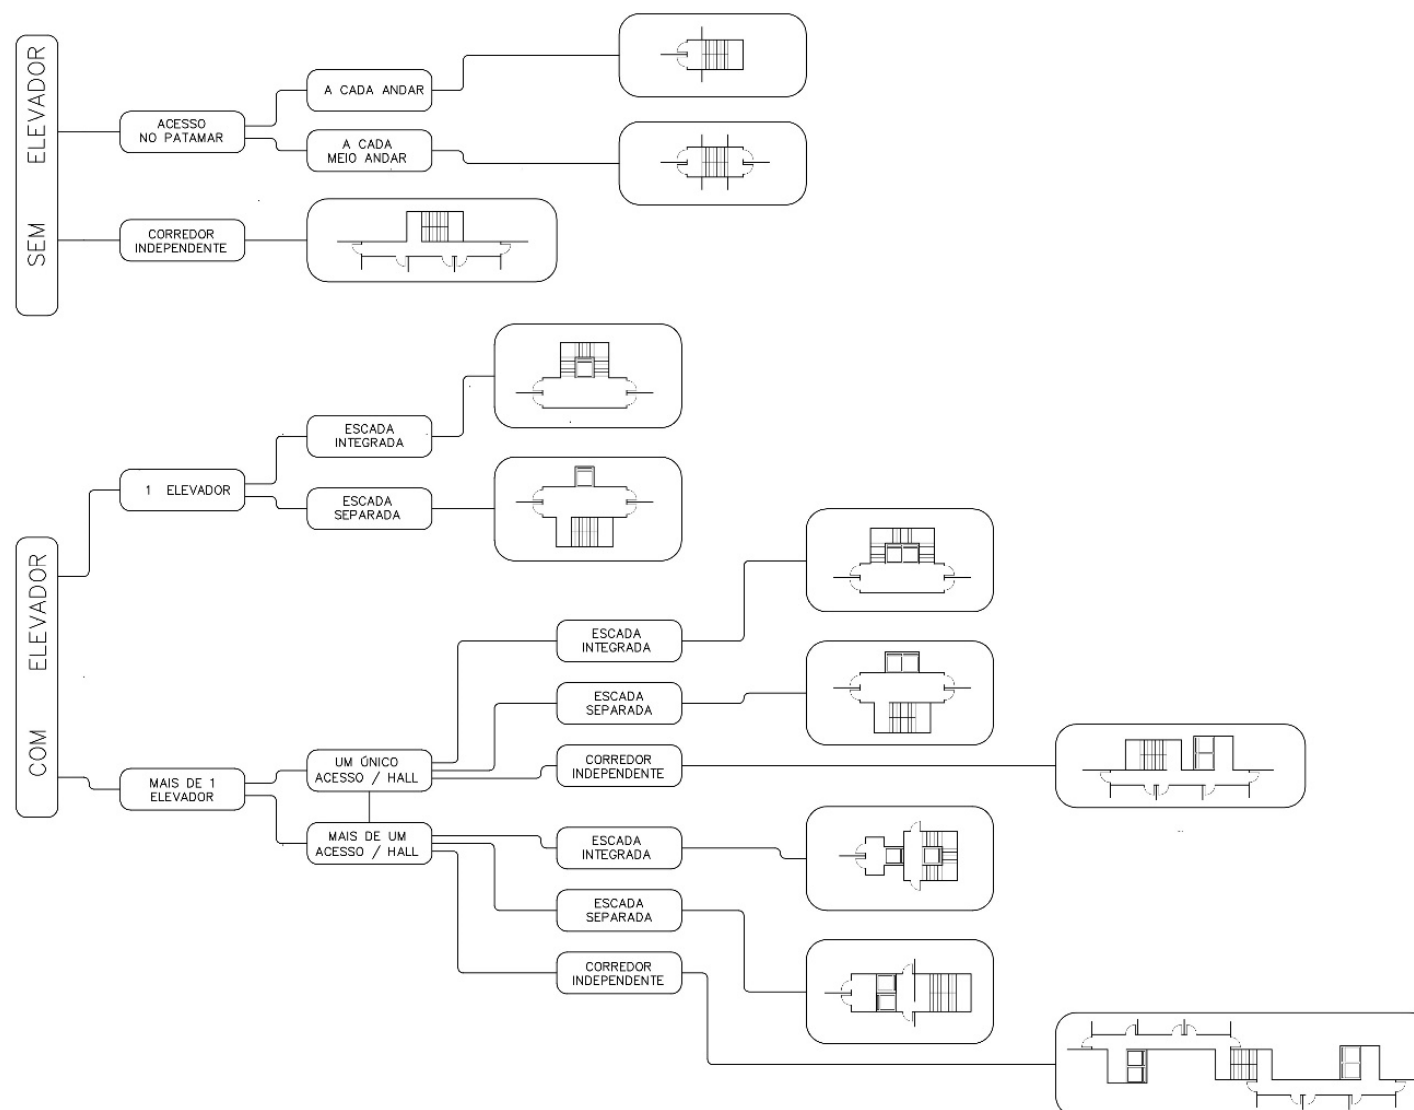 SEM ELEVADOR
ACESSO
NO PATAMAR
A CADA ANDAR
A CADA
MEIO ANDAR
CORREDOR
INDEPENDENTE
COM ELEVADOR
1 ELEVADOR
ESCADA
INTEGRADA
ESCADA
SEPARADA
MAIS DE 1
ELEVADOR
UM ÚNICO
ACESSO / HALL
ESCADA
INTEGRADA
ESCADA
SEPARADA
CORREDOR
INDEPENDENTE
MAIS DE UM
ACESSO / HALL
ESCADA
INTEGRADA
ESCADA
SEPARADA
CORREDOR
INDEPENDENTE